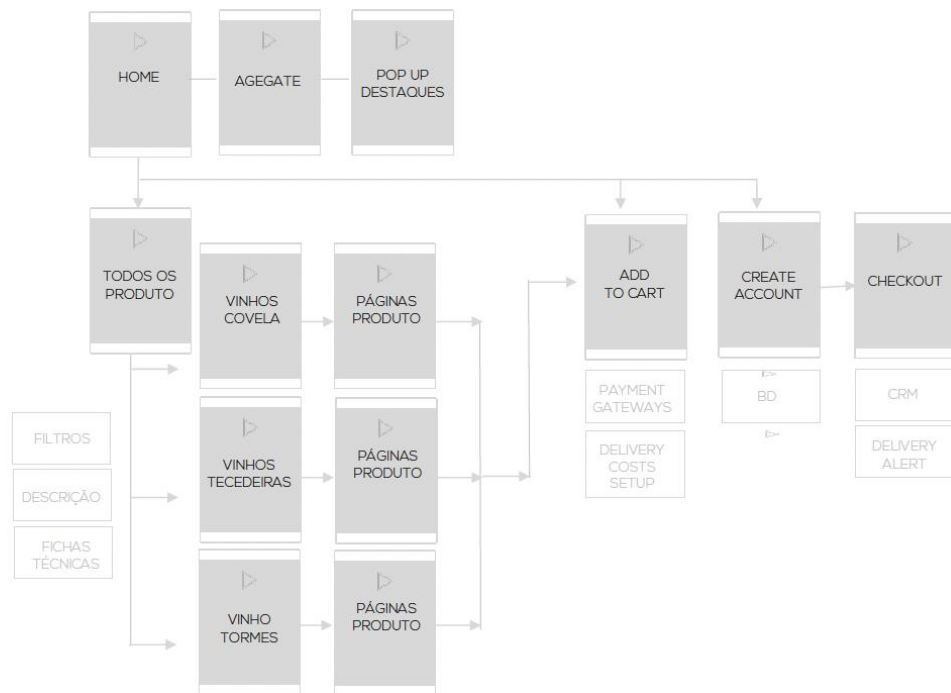 HOME
AGEGATE
POP UP
DESTAQUES
TODOS OS
PRODUTO
VINHOS
COVELA
PÁGINAS
PRODUTO
ADD
TO CART
CREATE
ACCOUNT
CHECKOUT
PAYMENT
GATEWAYS
BD
CRM
FILTROS
VINHOS
TECEDEIRAS
PÁGINAS
PRODUTO
DELIVERY
COSTS
SETUP
DELIVERY
ALERT
DESCRIÇÃO
FICHAS
TÉCNICAS
VINHO
TORMES
PÁGINAS
PRODUTO